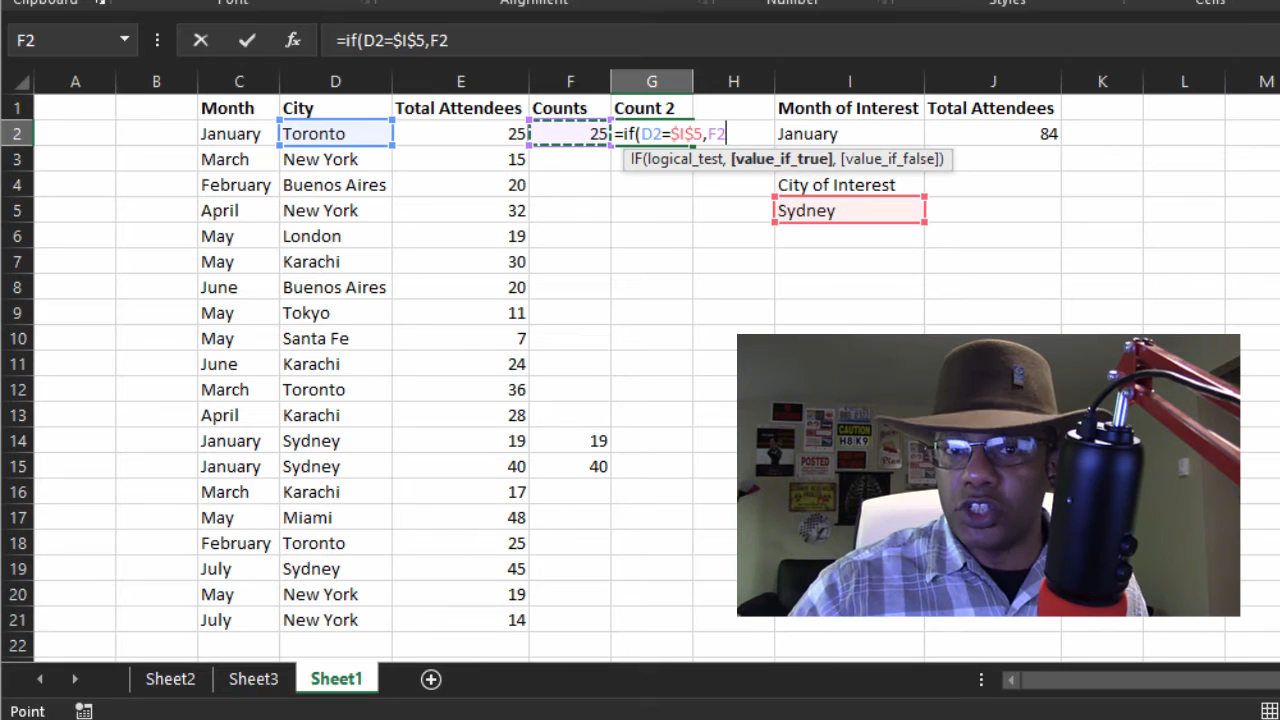 Clipboard Font Alignment Number Styles Cells
F2 =if(D2=$I$5,F2
A B C D E F G H I J K L M
1 Month City Total Attendees Counts Count 2 Month of Interest Total Attendees
2 January Toronto 25 25 =if(D2=$I$5,F2 January 84
IF(logical_test, [value_if_true], [value_if_false])
3 March New York 15
4 February Buenos Aires 20 City of Interest
5 April New York 32 Sydney
6 May London 19
7 May Karachi 30
8 June Buenos Aires 20
9 May Tokyo 11
10 May Santa Fe 7
11 June Karachi 24
12 March Toronto 36
13 April Karachi 28
14 January Sydney 19 19
15 January Sydney 40 40
16 March Karachi 17
17 May Miami 48
18 February Toronto 25
19 July Sydney 45
20 May New York 19
21 July New York 14
22
CAUTION
H8 K9
POSTED
Sheet2 Sheet3 Sheet1
Point